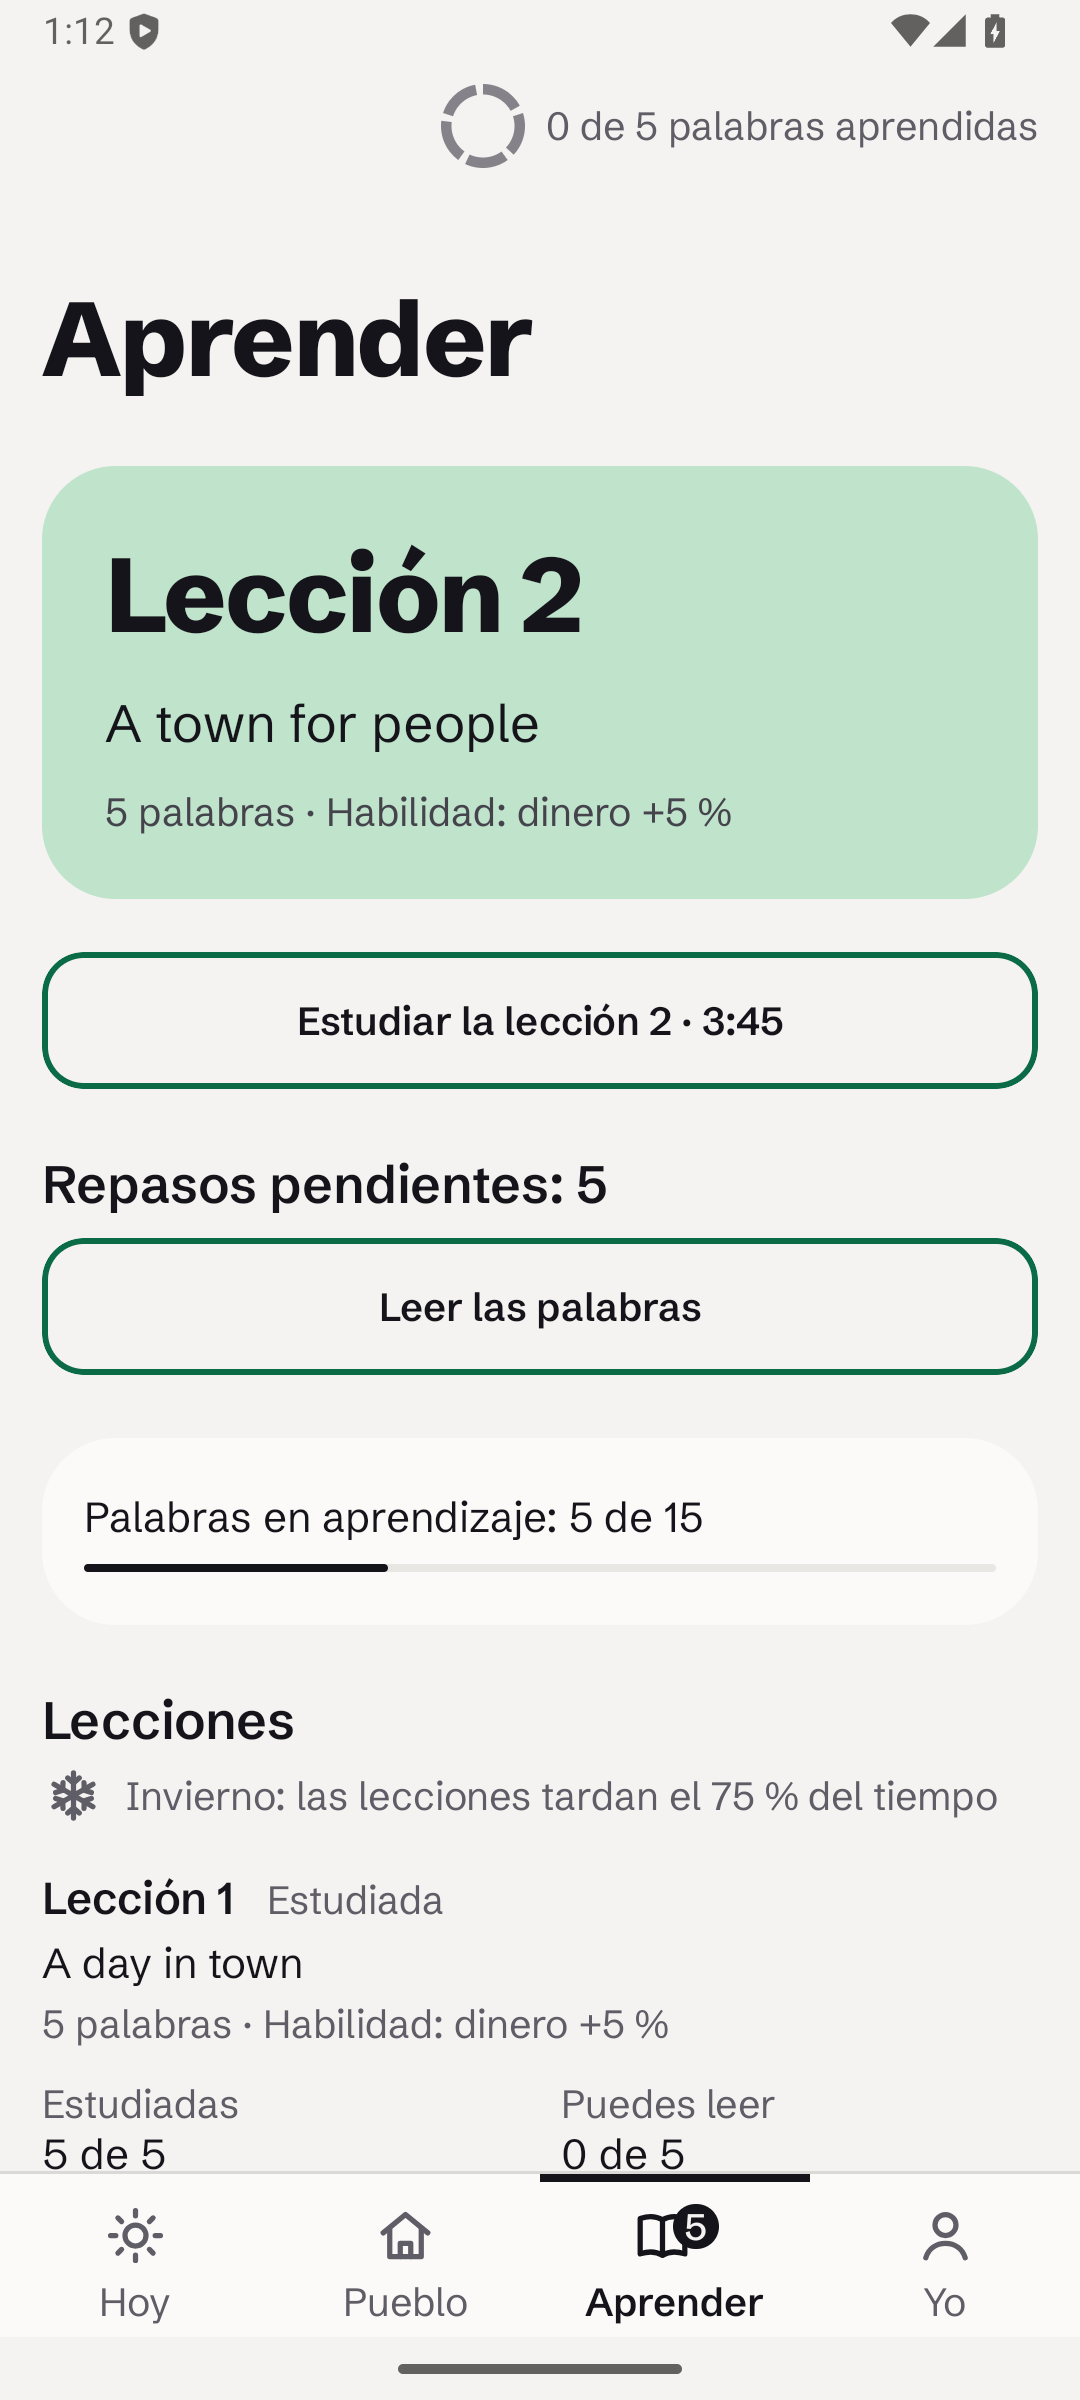 1:12
0 de 5 palabras aprendidas
Aprender
Lección 2
A town for people
5 palabras · Habilidad: dinero +5 %
Estudiar la lección 2 · 3:45
Repasos pendientes: 5
Leer las palabras
Palabras en aprendizaje: 5 de 15
Lecciones
Invierno: las lecciones tardan el 75 % del tiempo
Lección 1 Estudiada
A day in town
5 palabras · Habilidad: dinero +5 %
Estudiadas Puedes leer
5 de 5 0 de 5
5
Hoy Pueblo Aprender Yo